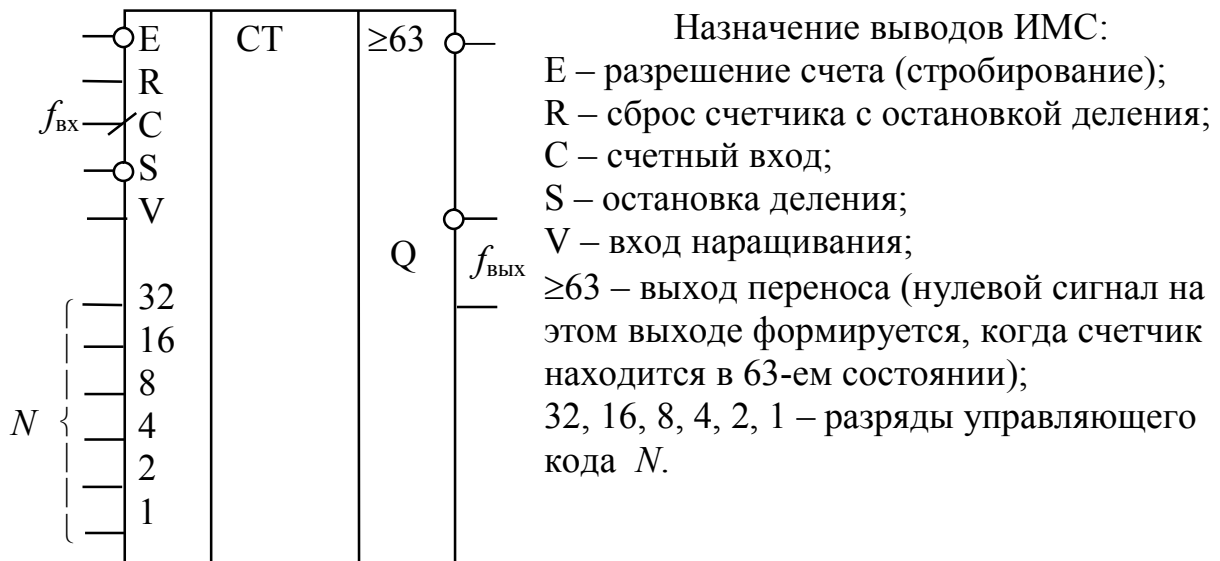 E CT ≥63
R
fвх C
S
V
Q fвых
32
16
8
N 4
2
1
Назначение выводов ИМС:
E – разрешение счета (стробирование);
R – сброс счетчика с остановкой деления;
C – счетный вход;
S – остановка деления;
V – вход наращивания;
≥63 – выход переноса (нулевой сигнал на
этом выходе формируется, когда счетчик
находится в 63-ем состоянии);
32, 16, 8, 4, 2, 1 – разряды управляющего
кода N.